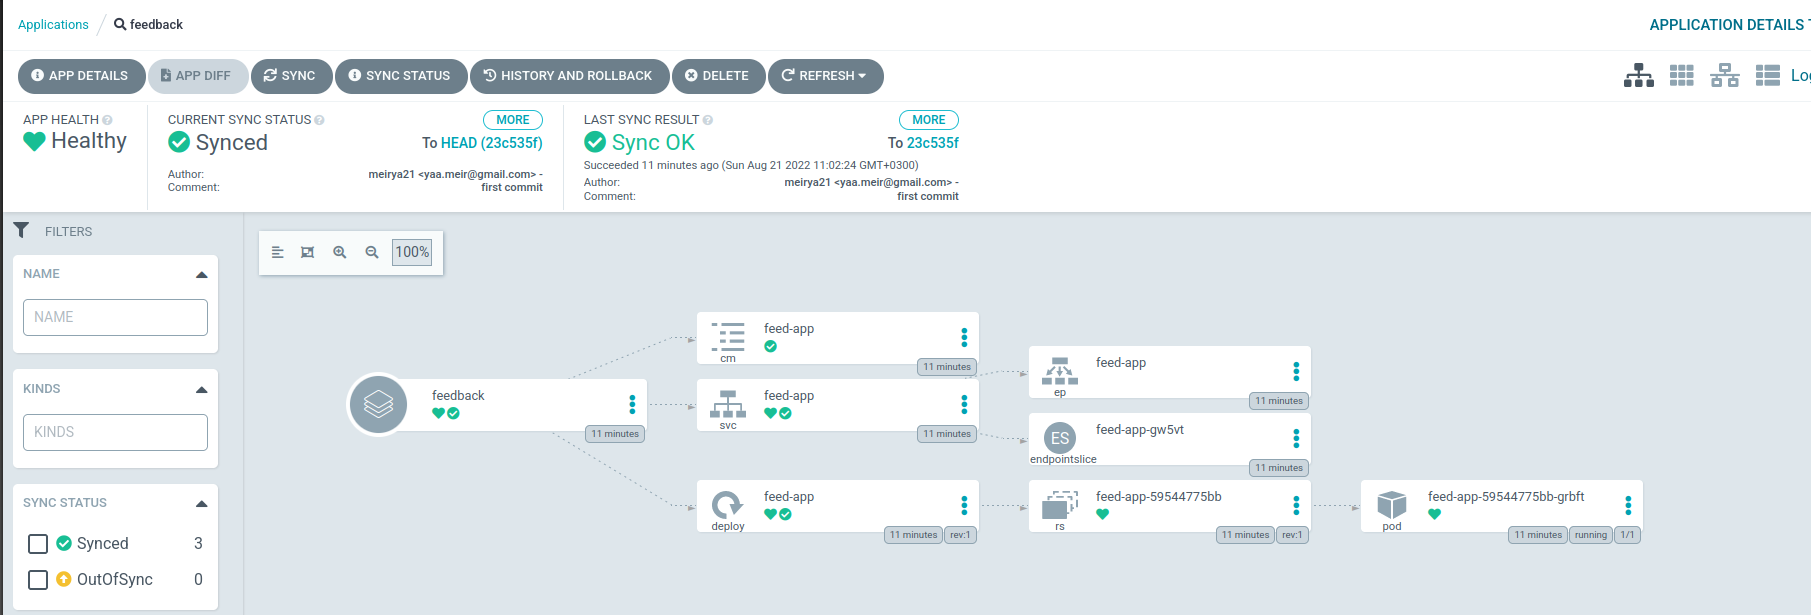 Applications / feedback
APPLICATION DETAILS
APP DETAILS
APP DIFF
SYNC
SYNC STATUS
HISTORY AND ROLLBACK
DELETE
REFRESH
APP HEALTH
Healthy
CURRENT SYNC STATUS
MORE
Synced
To HEAD (23c535f)
Author: meirya21 <yaa.meir@gmail.com> -
Comment: first commit
LAST SYNC RESULT
MORE
Sync OK
To 23c535f
Succeeded 11 minutes ago (Sun Aug 21 2022 11:02:24 GMT+0300)
Author: meirya21 <yaa.meir@gmail.com> -
Comment: first commit
FILTERS
NAME
NAME
KINDS
KINDS
SYNC STATUS
Synced 3
OutOfSync 0
100%
feedback
11 minutes
feed-app
cm
11 minutes
feed-app
svc
11 minutes
feed-app
deploy
11 minutes rev:1
feed-app
ep
11 minutes
ES
feed-app-gw5vt
endpointslice
11 minutes
feed-app-59544775bb
rs
11 minutes rev:1
feed-app-59544775bb-grbft
pod
11 minutes running 1/1